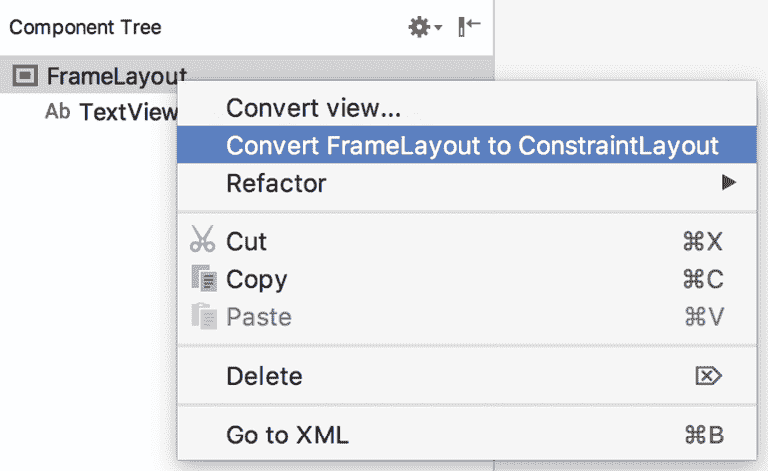 Component Tree
FrameLayout
Ab TextView
Convert view...
Convert FrameLayout to ConstraintLayout
Refactor
Cut ⌘X
Copy ⌘C
Paste ⌘V
Delete ⌦
Go to XML ⌘B